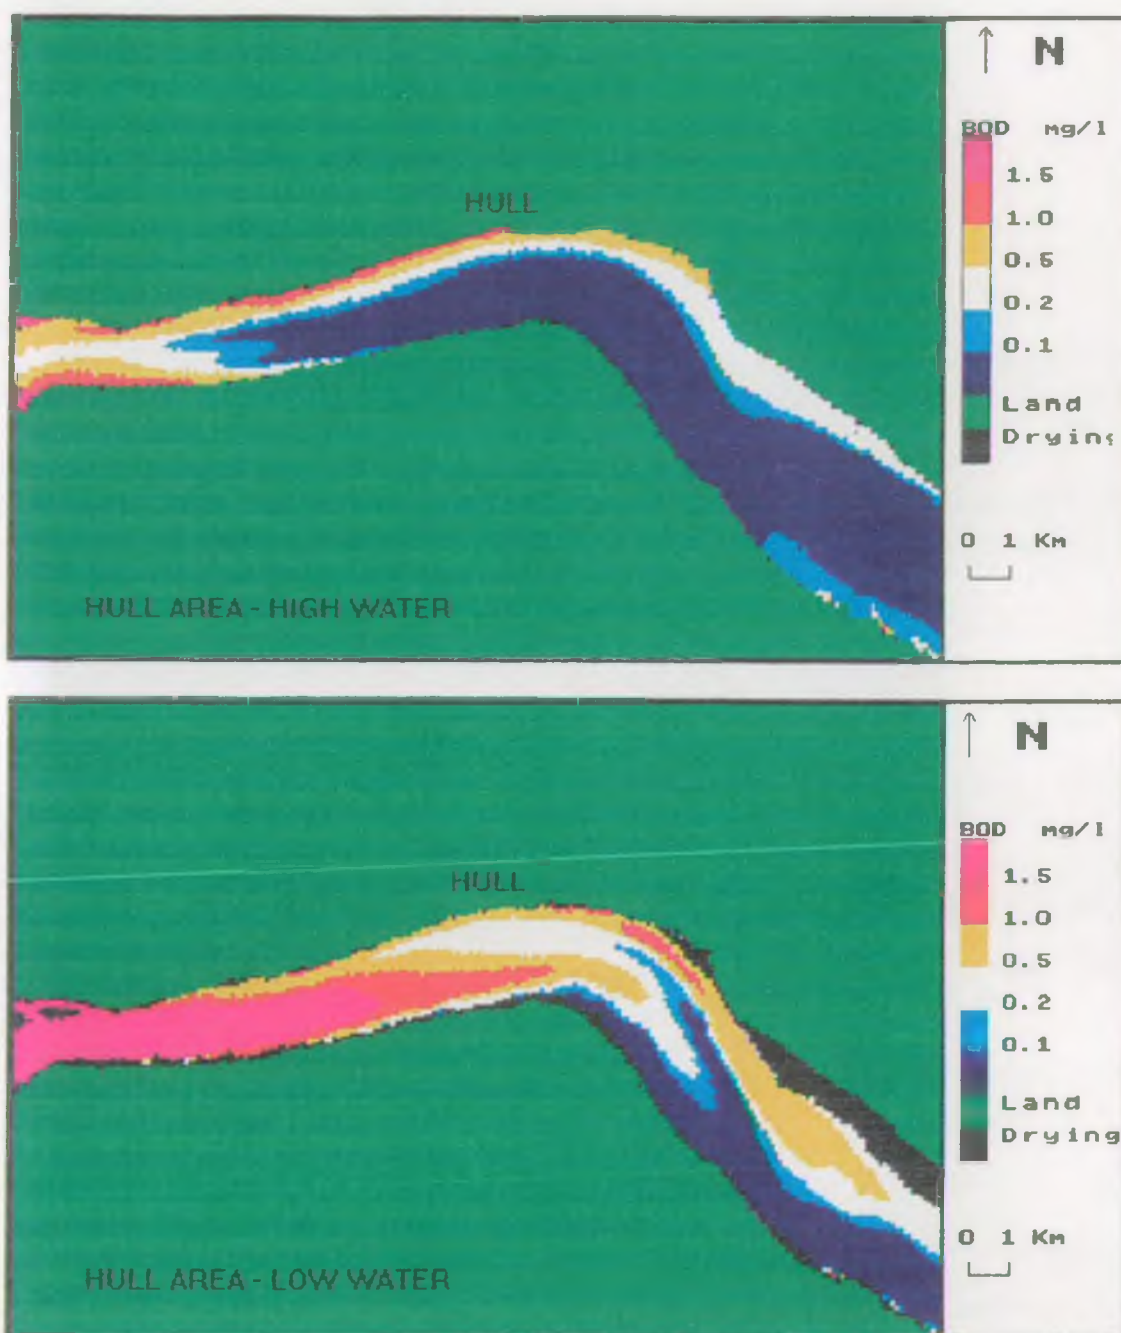 N
BOD mg/l
1.5
1.0
0.5
0.2
0.1
Land
Drying
0 1 Km
HULL
HULL AREA - HIGH WATER
N
BOD mg/l
1.5
1.0
0.5
0.2
0.1
Land
Drying
0 1 Km
HULL
HULL AREA - LOW WATER